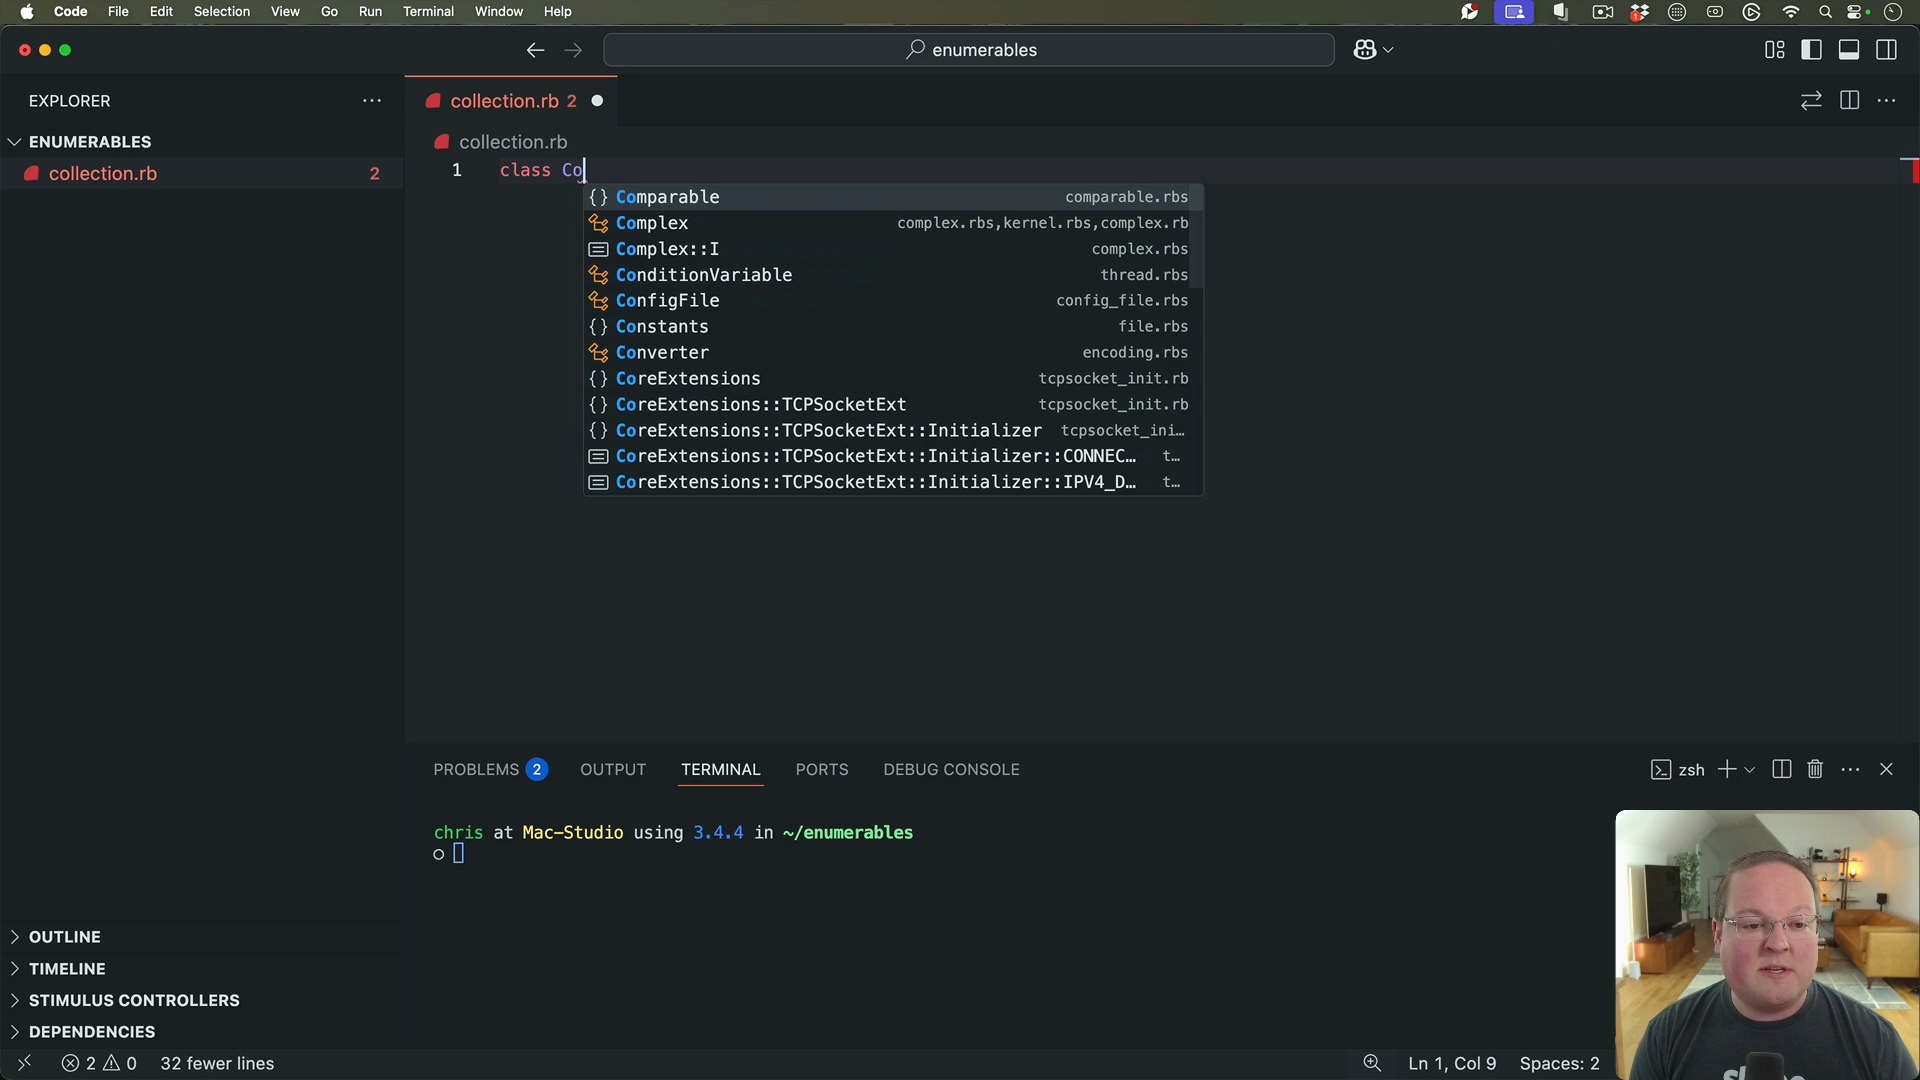 Code File Edit Selection View Go Run Terminal Window Help
1
enumerables
EXPLORER
collection.rb 2
ENUMERABLES
collection.rb 2
collection.rb
1 class Co
Comparable comparable.rbs
Complex complex.rbs,kernel.rbs,complex.rb
Complex::I complex.rbs
ConditionVariable thread.rbs
ConfigFile config_file.rbs
Constants file.rbs
Converter encoding.rbs
CoreExtensions tcpsocket_init.rb
CoreExtensions::TCPSocketExt tcpsocket_init.rb
CoreExtensions::TCPSocketExt::Initializer tcpsocket_ini…
CoreExtensions::TCPSocketExt::Initializer::CONNEC… t…
CoreExtensions::TCPSocketExt::Initializer::IPV4_D… t…
PROBLEMS 2 OUTPUT TERMINAL PORTS DEBUG CONSOLE
zsh
chris at Mac-Studio using 3.4.4 in ~/enumerables
OUTLINE
TIMELINE
STIMULUS CONTROLLERS
DEPENDENCIES
2 0 32 fewer lines
Ln 1, Col 9 Spaces: 2